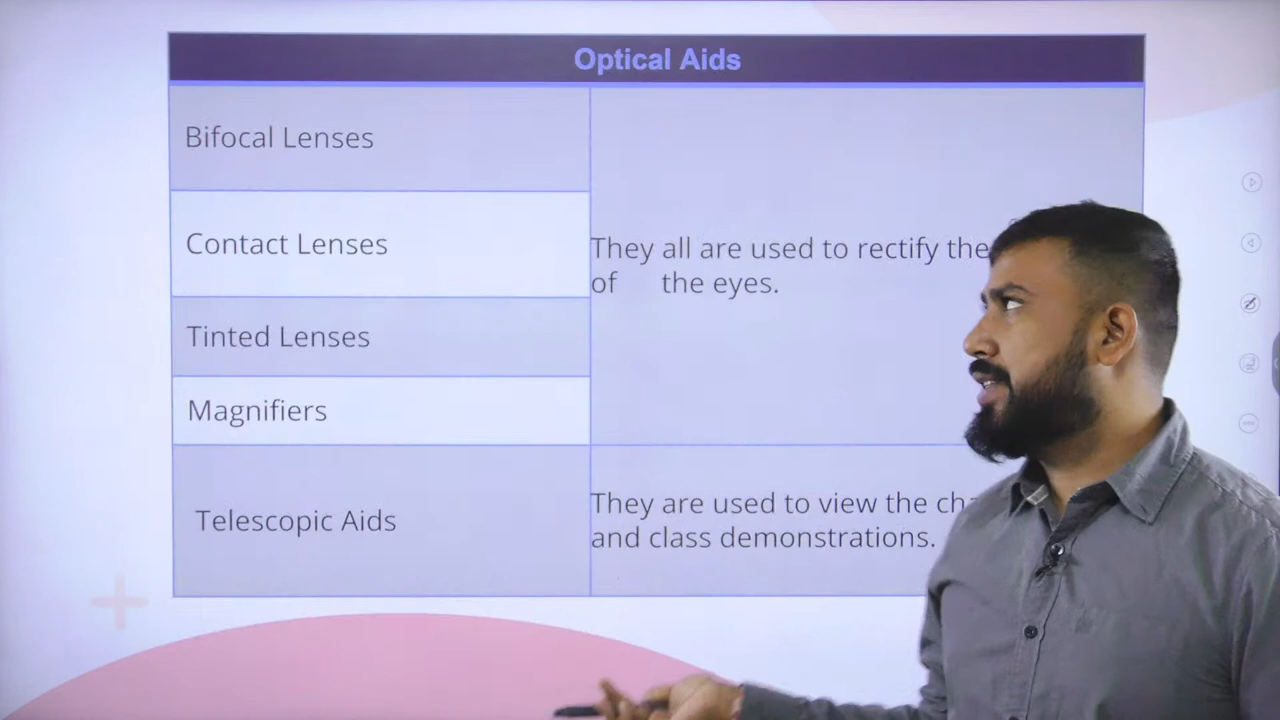 Optical Aids
Bifocal Lenses
Contact Lenses
Tinted Lenses
Magnifiers
They all are used to rectify the
of the eyes.
Telescopic Aids
They are used to view the
and class demonstrations.